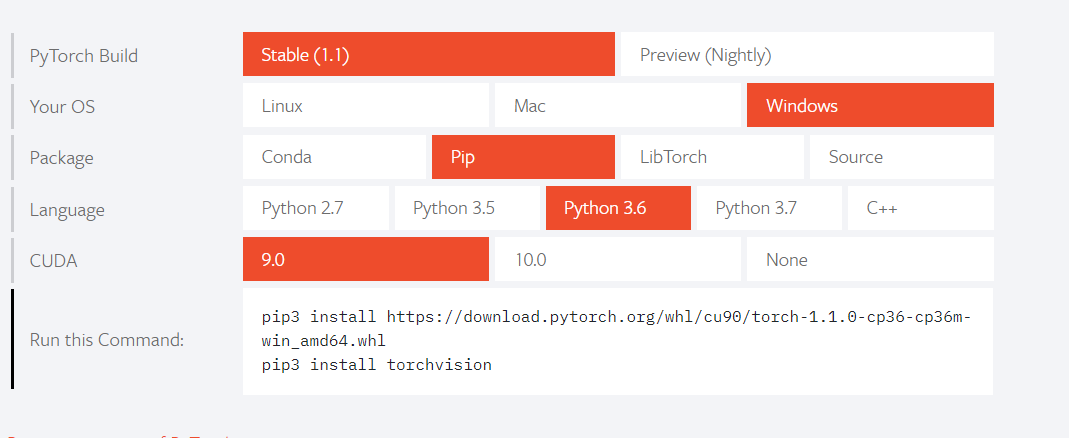 PyTorch Build
Stable (1.1)
Preview (Nightly)
Your OS
Linux
Mac
Windows
Package
Conda
Pip
LibTorch
Source
Language
Python 2.7
Python 3.5
Python 3.6
Python 3.7
C++
CUDA
9.0
10.0
None
Run this Command:
pip3 install https://download.pytorch.org/whl/cu90/torch-1.1.0-cp36-cp36m-
win_amd64.whl
pip3 install torchvision